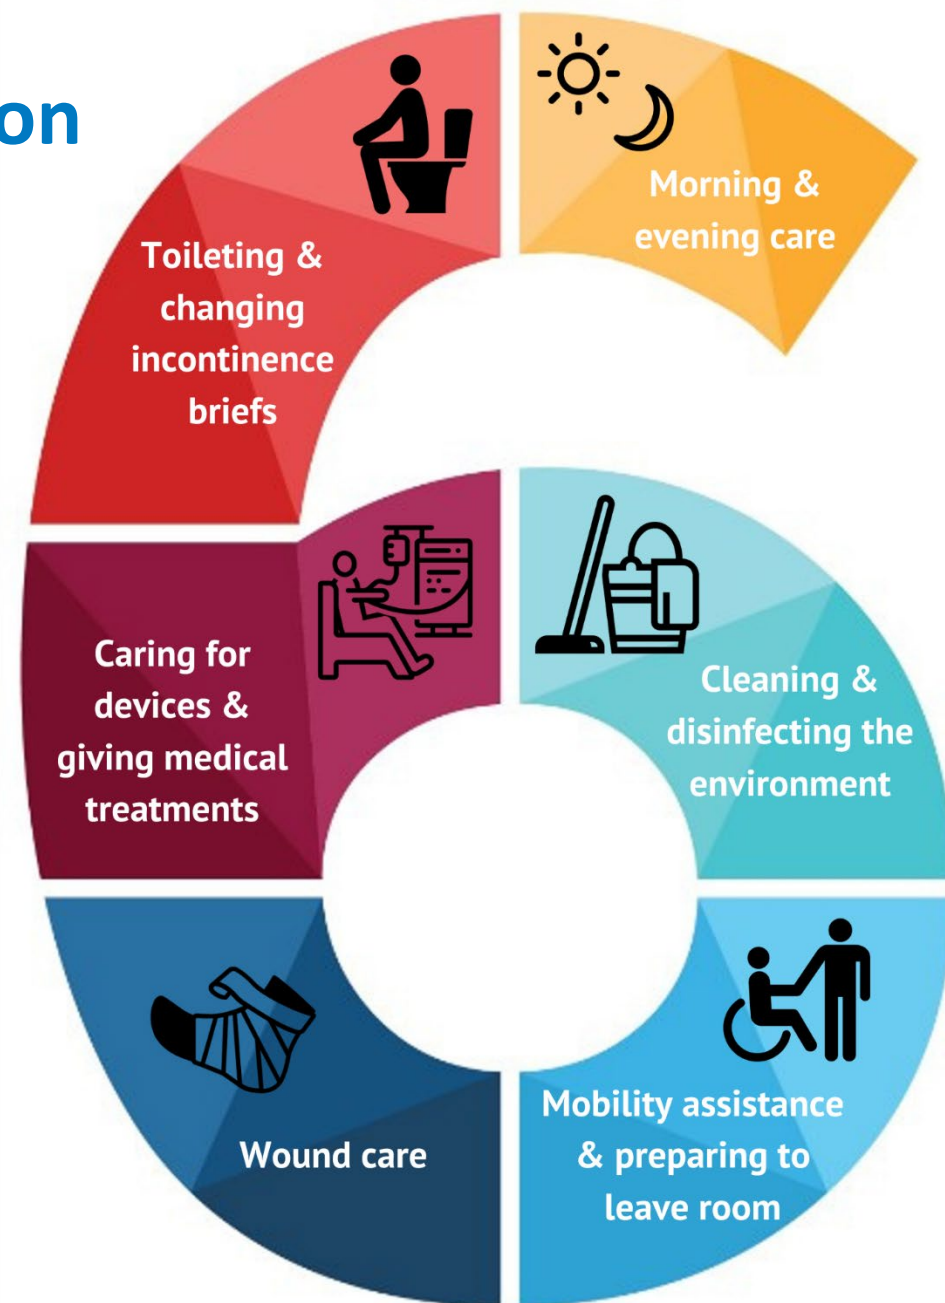 on
Morning &
evening care
Toileting &
changing
incontinence
briefs
Caring for
devices &
giving medical
treatments
Cleaning &
disinfecting the
environment
Wound care
Mobility assistance
& preparing to
leave room